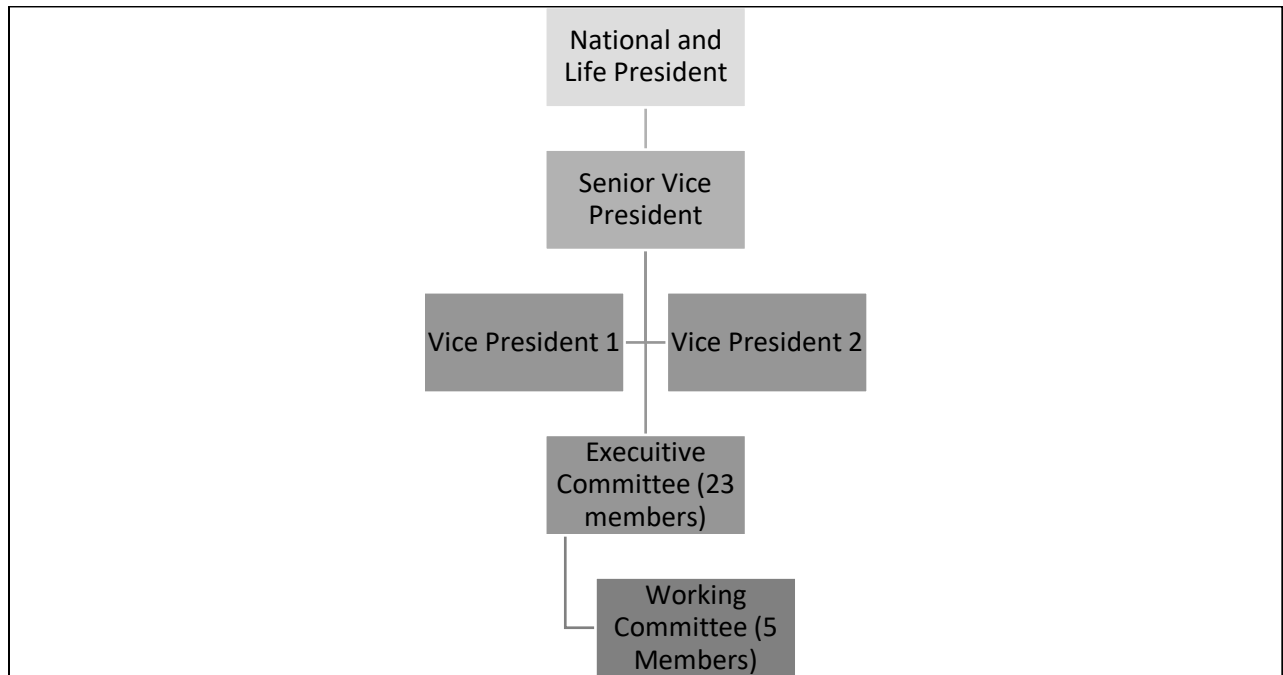 National and
Life President
Senior Vice
President
Vice President 1
Vice President 2
Execuitive
Committee (23
members)
Working
Committee (5
Members)